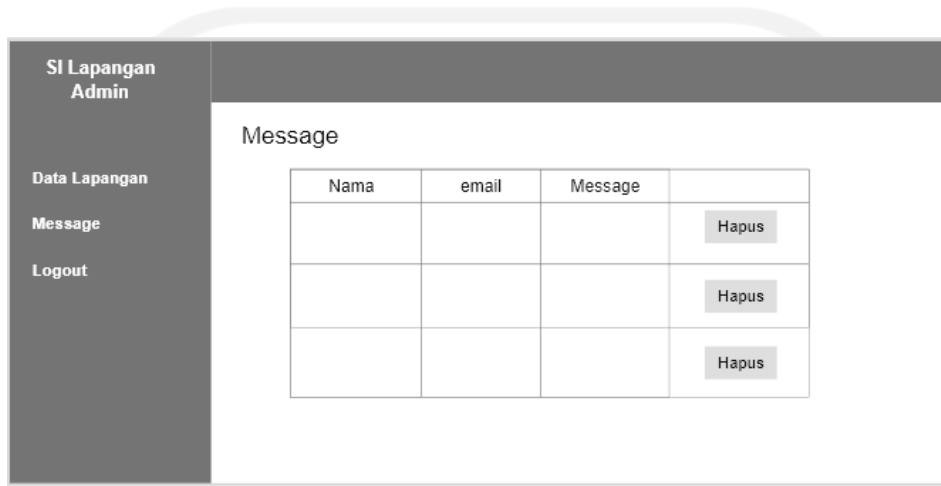 SI Lapangan
Admin
Data Lapangan
Message
Logout
Message
Nama email Message
Hapus
Hapus
Hapus